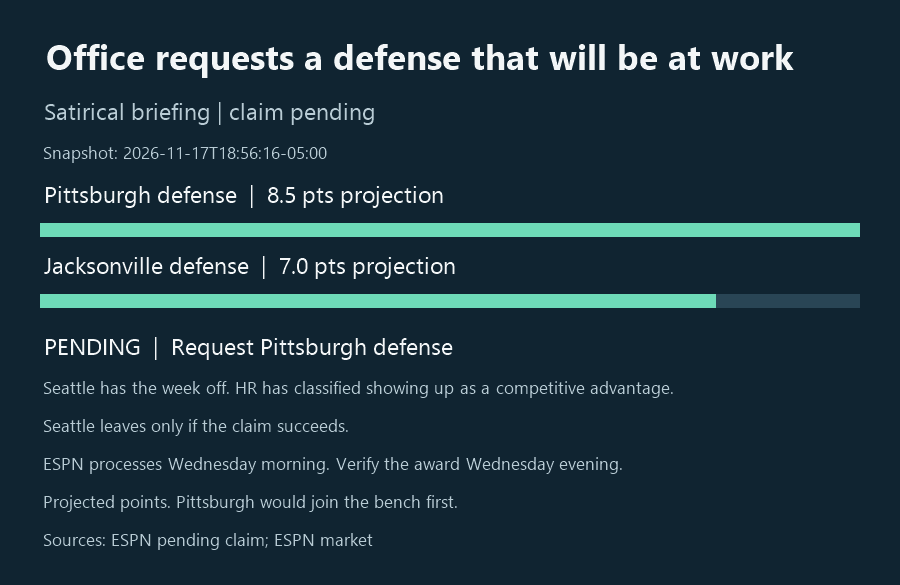 Office requests a defense that will be at work
Satirical briefing | claim pending
Snapshot: 2026-11-17T18:56:16-05:00
Pittsburgh defense | 8.5 pts projection
Jacksonville defense | 7.0 pts projection
PENDING | Request Pittsburgh defense
Seattle has the week off. HR has classified showing up as a competitive advantage.
Seattle leaves only if the claim succeeds.
ESPN processes Wednesday morning. Verify the award Wednesday evening.
Projected points. Pittsburgh would join the bench first.
Sources: ESPN pending claim; ESPN market